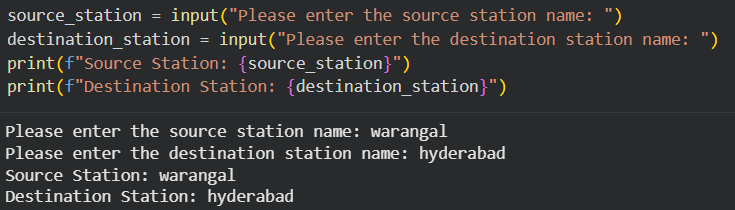 source_station = input("Please enter the source station name: ")
destination_station = input("Please enter the destination station name: ")
print(f"Source Station: {source_station}")
print(f"Destination Station: {destination_station}")
Please enter the source station name: warangal
Please enter the destination station name: hyderabad
Source Station: warangal
Destination Station: hyderabad